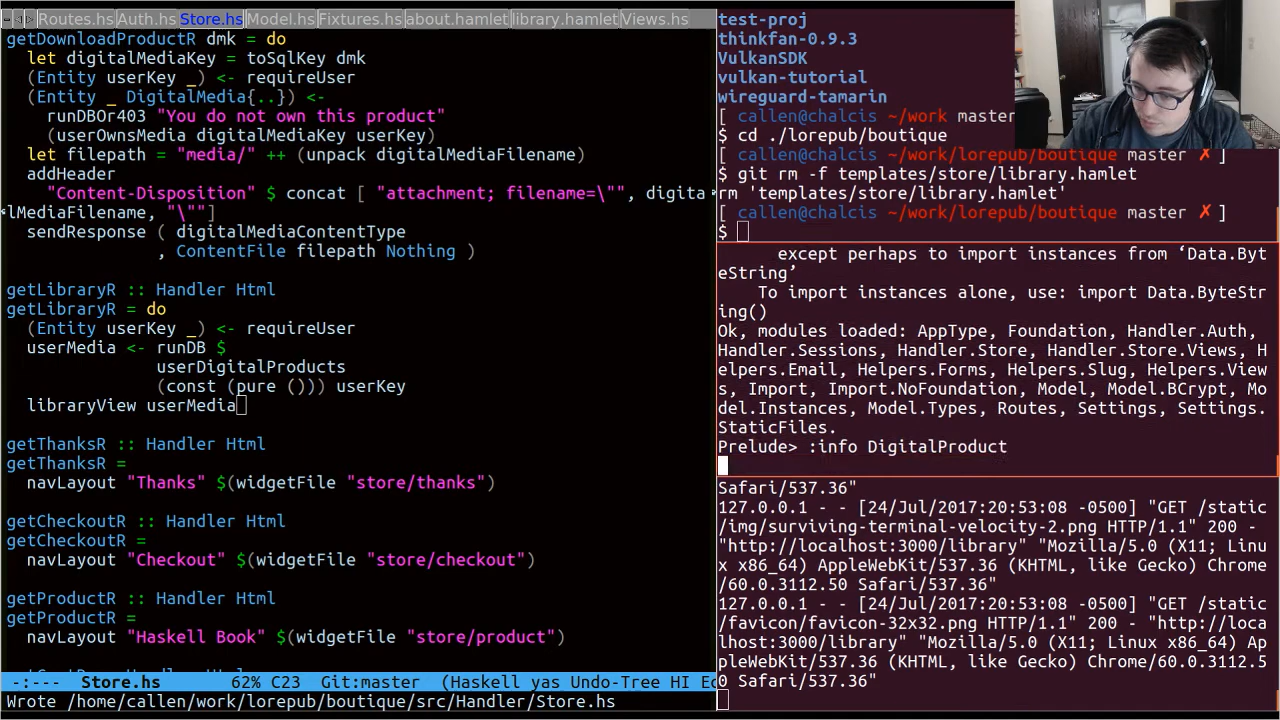 Routes.hs Auth.hs Store.hs Model.hs Fixtures.hs about.hamlet library.hamlet Views.hs
getDownloadProductR dmk = do
let digitalMediaKey = toSqlKey dmk
(Entity userKey _) <- requireUser
(Entity _ DigitalMedia{..}) <-
runDBOr403 "You do not own this product"
(userOwnsMedia digitalMediaKey userKey)
let filepath = "media/" ++ (unpack digitalMediaFilename)
addHeader
"Content-Disposition" $ concat [ "attachment; filename=\"", digita
lMediaFilename, "\""]
sendResponse ( digitalMediaContentType
, ContentFile filepath Nothing )
getLibraryR :: Handler Html
getLibraryR = do
(Entity userKey _) <- requireUser
userMedia <- runDB $
userDigitalProducts
(const (pure ())) userKey
libraryView userMedia
getThanksR :: Handler Html
getThanksR =
navLayout "Thanks" $(widgetFile "store/thanks")
getCheckoutR :: Handler Html
getCheckoutR =
navLayout "Checkout" $(widgetFile "store/checkout")
getProductR :: Handler Html
getProductR =
navLayout "Haskell Book" $(widgetFile "store/product")
-:--- Store.hs 62% C23 Git:master (Haskell yas Undo-Tree HI Ec
Wrote /home/callen/work/lorepub/boutique/src/Handler/Store.hs
test-proj
thinkfan-0.9.3
VulkanSDK
vulkan-tutorial
wireguard-tamarin
[ callen@chalcis ~/work master
$ cd ./lorepub/boutique
[ callen@chalcis ~/work/lorepub/boutique master ✗ ]
$ git rm -f templates/store/library.hamlet
rm 'templates/store/library.hamlet'
[ callen@chalcis ~/work/lorepub/boutique master ✗ ]
$
except perhaps to import instances from ‘Data.Byt
eString’
To import instances alone, use: import Data.ByteStr
ing()
Ok, modules loaded: AppType, Foundation, Handler.Auth,
Handler.Sessions, Handler.Store, Handler.Store.Views, H
elpers.Email, Helpers.Forms, Helpers.Slug, Helpers.View
s, Import, Import.NoFoundation, Model, Model.BCrypt, Mo
del.Instances, Model.Types, Routes, Settings, Settings.
StaticFiles.
Prelude> :info DigitalProduct
Safari/537.36"
127.0.0.1 - - [24/Jul/2017:20:53:08 -0500] "GET /static
/img/surviving-terminal-velocity-2.png HTTP/1.1" 200 -
"http://localhost:3000/library" "Mozilla/5.0 (X11; Linu
x x86_64) AppleWebKit/537.36 (KHTML, like Gecko) Chrome
/60.0.3112.50 Safari/537.36"
127.0.0.1 - - [24/Jul/2017:20:53:08 -0500] "GET /static
/favicon/favicon-32x32.png HTTP/1.1" 200 - "http://loca
lhost:3000/library" "Mozilla/5.0 (X11; Linux x86_64) Ap
pleWebKit/537.36 (KHTML, like Gecko) Chrome/60.0.3112.5
0 Safari/537.36"